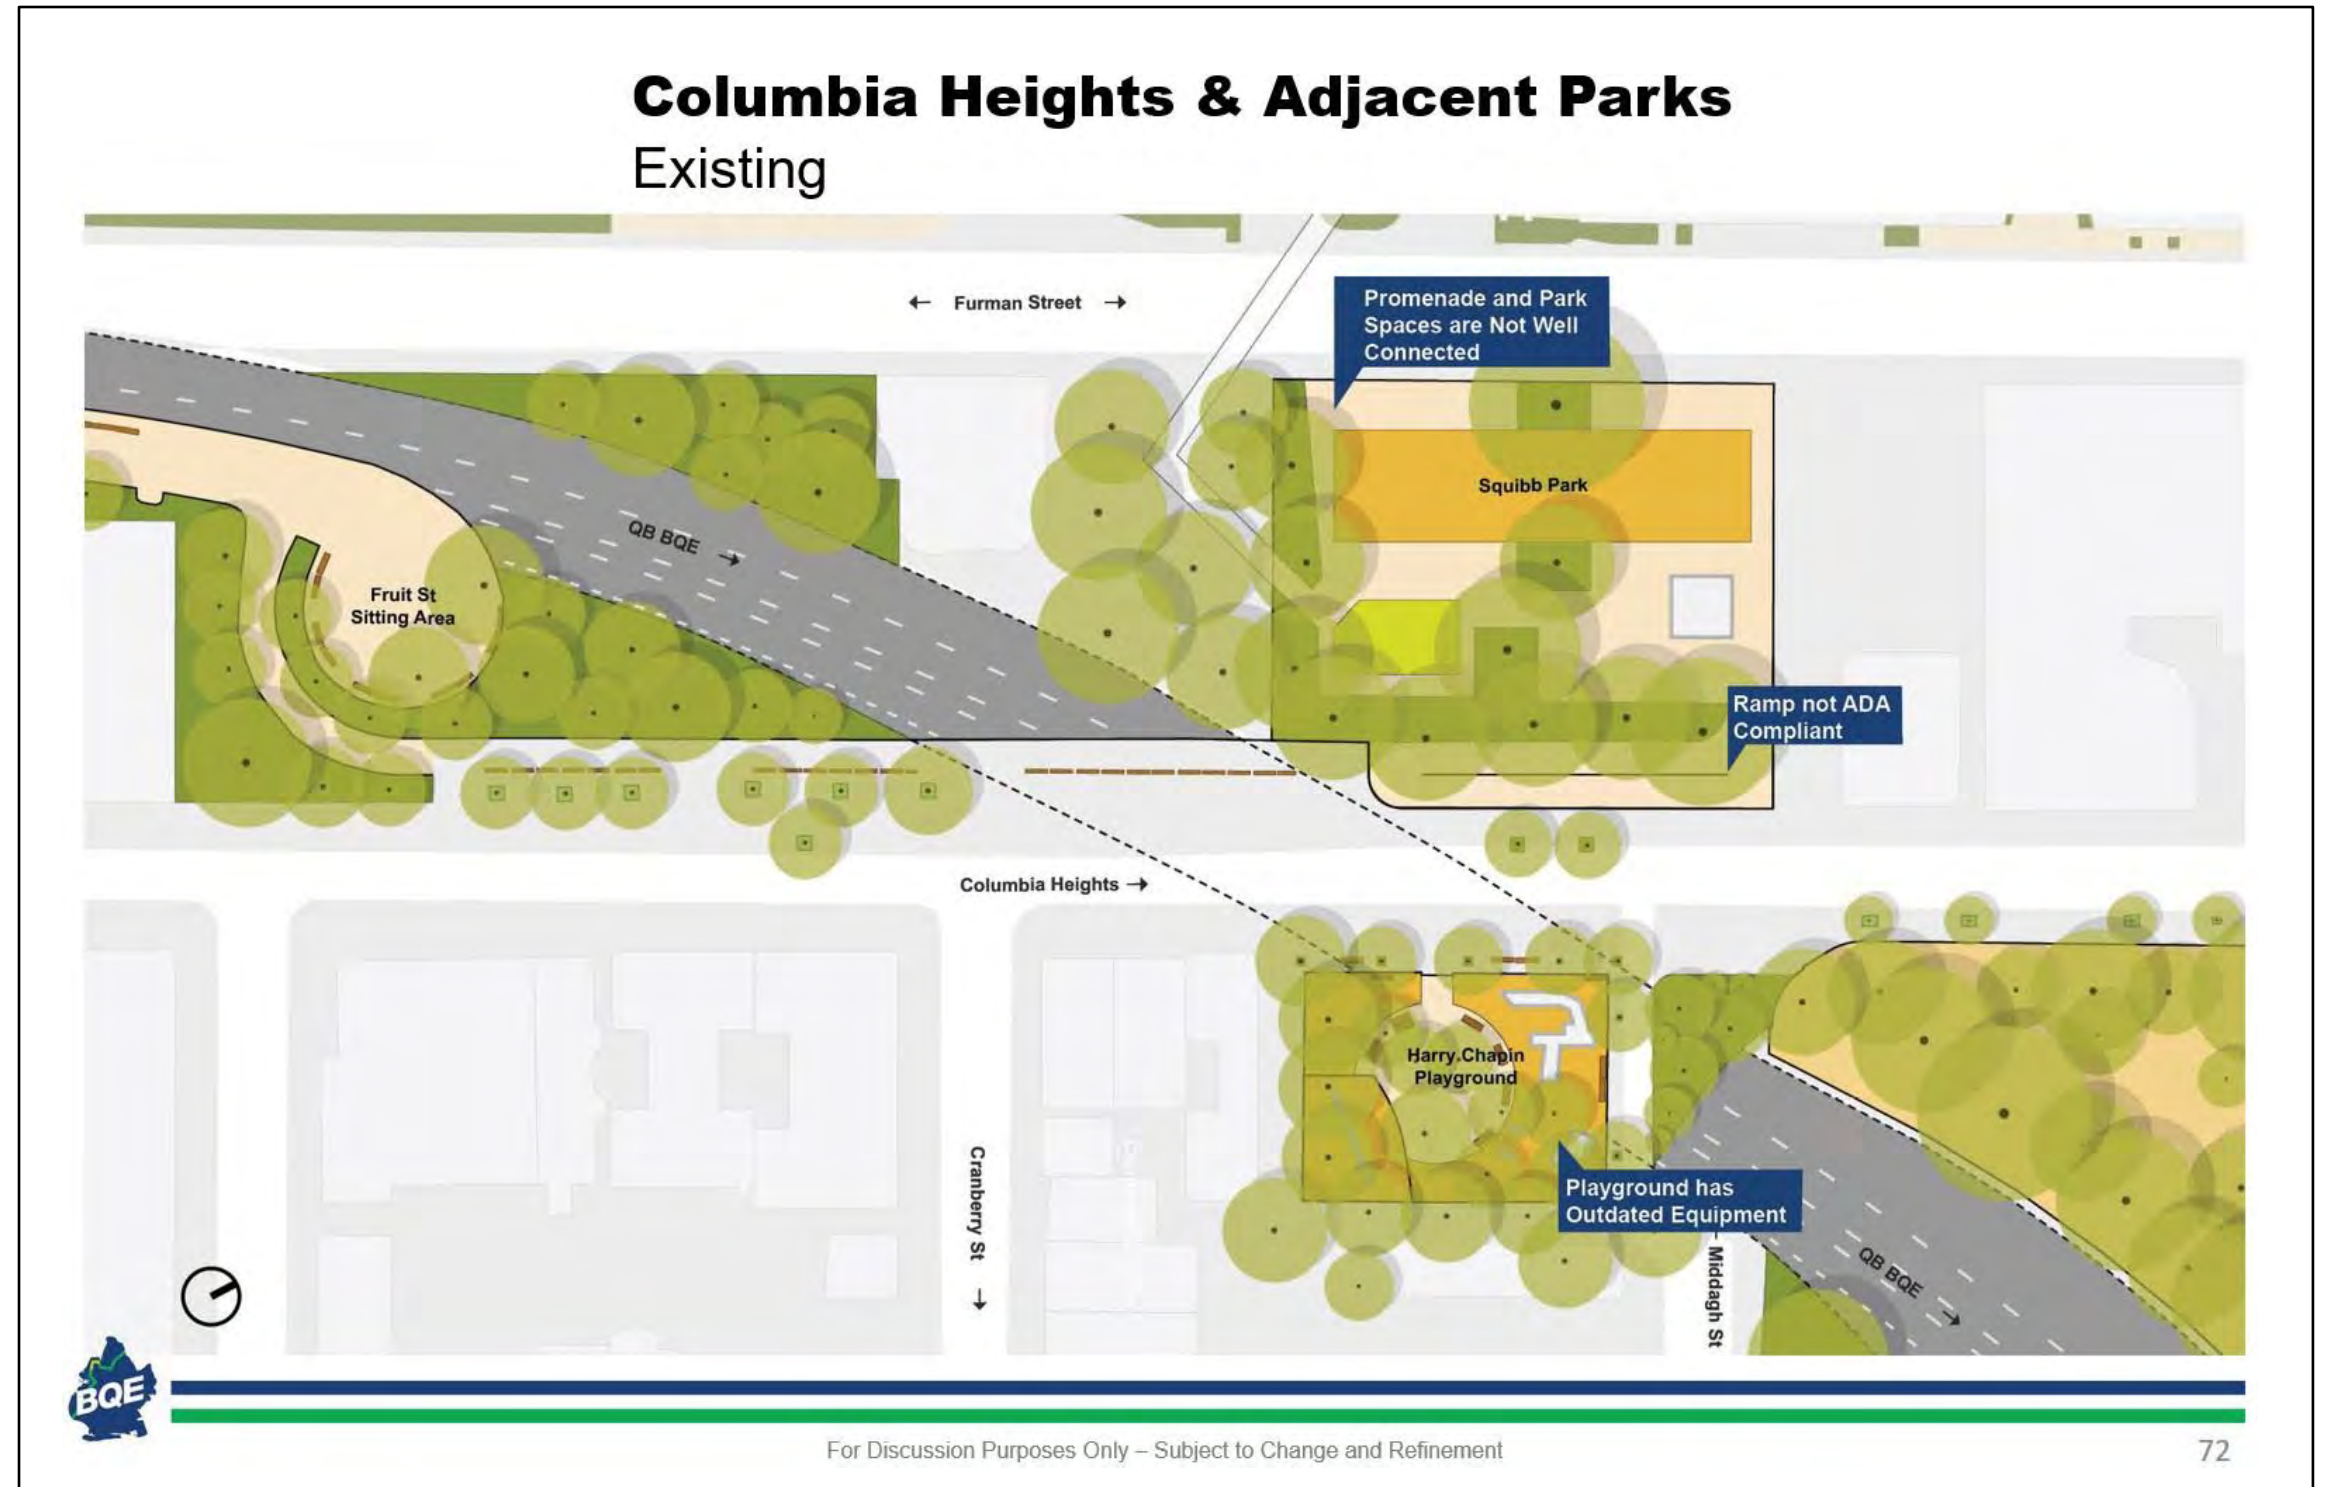 Columbia Heights & Adjacent Parks
Existing
← Furman Street →
Promenade and Park
Spaces are Not Well
Connected
Squibb Park
QB BQE →
Fruit St
Sitting Area
Ramp not ADA
Compliant
Columbia Heights →
Harry Chapin
Playground
Cranberry St →
Playground has
Outdated Equipment
Middagh St
QB BQE →
BQE
For Discussion Purposes Only – Subject to Change and Refinement
72